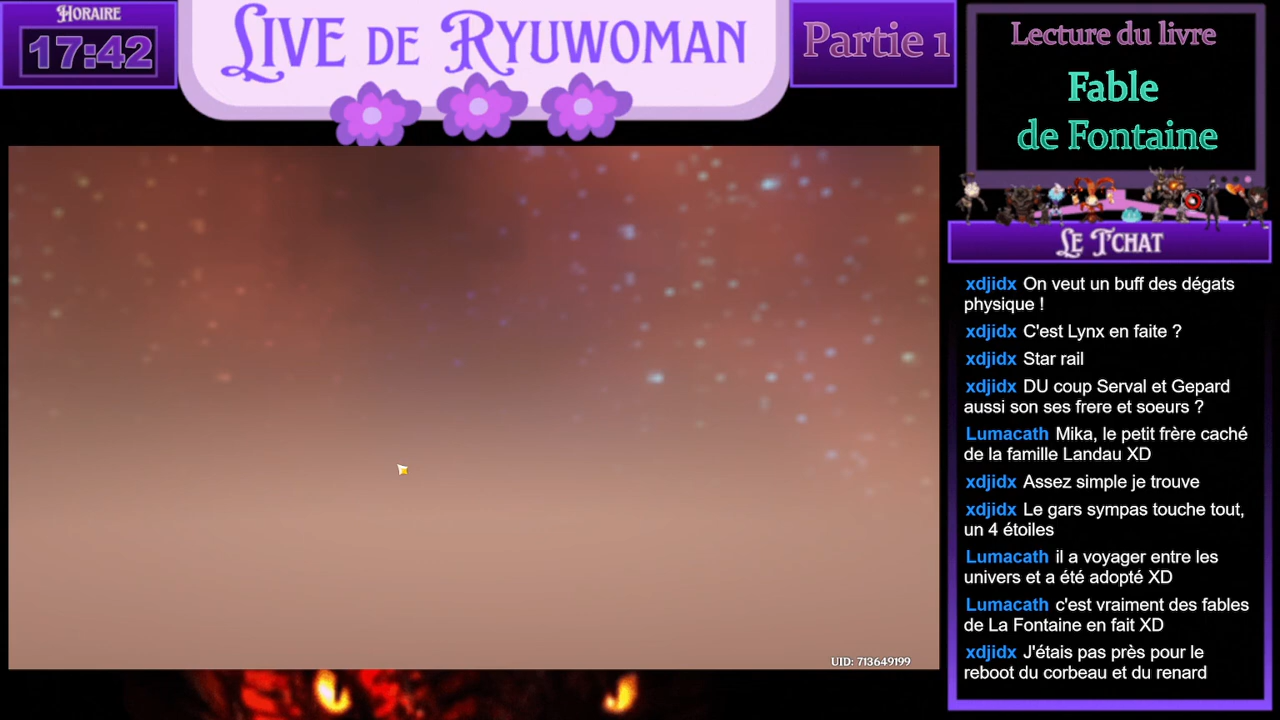 HORAIRE
17:42
LIVE DE RYUWOMAN
Partie 1
Lecture du livre
Fable
de Fontaine
LE T'CHAT
xdjidx On veut un buff des dégats
physique !
xdjidx C'est Lynx en faite ?
xdjidx Star rail
xdjidx DU coup Serval et Gepard
aussi son ses frere et soeurs ?
Lumacath Mika, le petit frère caché
de la famille Landau XD
xdjidx Assez simple je trouve
xdjidx Le gars sympas touche tout,
un 4 étoiles
Lumacath il a voyager entre les
univers et a été adopté XD
Lumacath c'est vraiment des fables
de La Fontaine en fait XD
xdjidx J'étais pas près pour le
reboot du corbeau et du renard
UID: 713649199